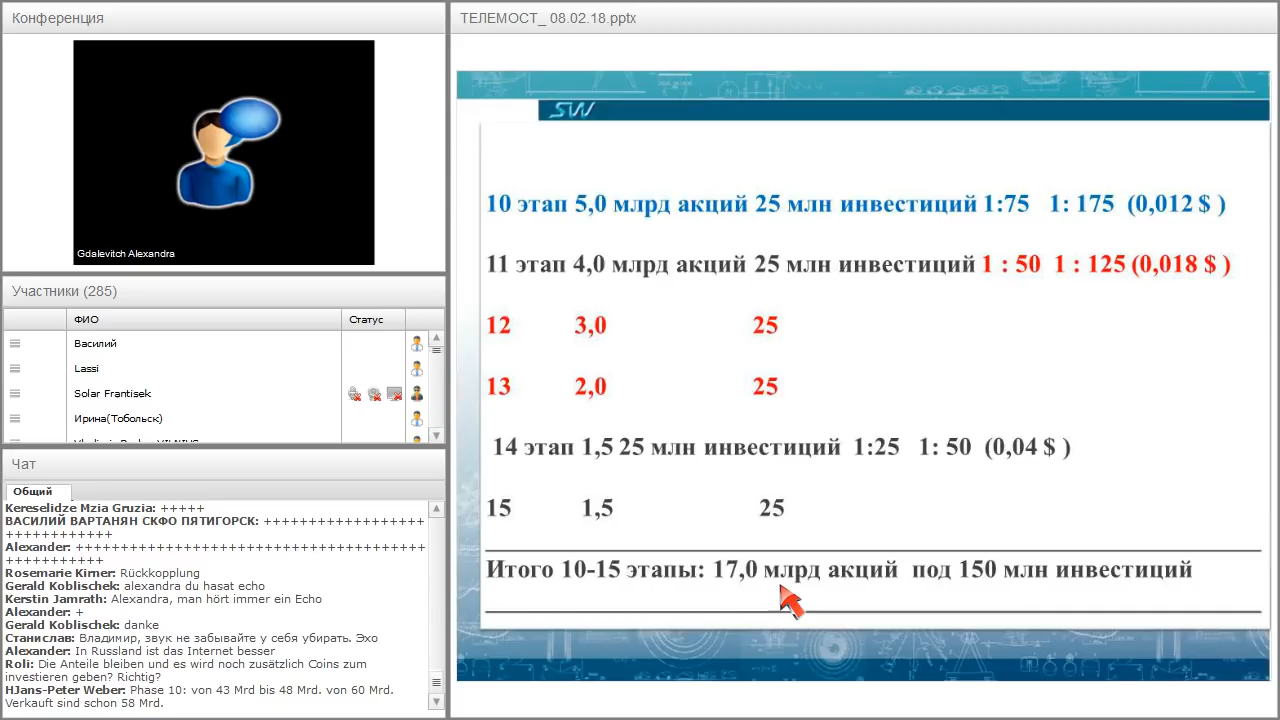 Конференция
Gdalevitch Alexandra
Участники (285)
ФИО Статус
Василий
Lassi
Solar Frantisek
Ирина(Тобольск)
Чат
Общий
Kereselidze Mzia Gruzia: +++++
ВАСИЛИЙ ВАРТАНЯН СКФО ПЯТИГОРСК: ++++++++++++++++++
++++++++++++
Alexander: +++++++++++++++++++++++++++++++++++++++
+++++++++++
Rosemarie Kirner: Rückkopplung
Gerald Koblischek: alexandra du hasat echo
Kerstin Jamrath: Alexandra, man hört immer ein Echo
Alexander: +
Gerald Koblischek: danke
Станислав: Владимир, звук не забывайте у себя убирать. Эхо
Alexander: In Russland ist das Internet besser
Roli: Die Anteile bleiben und es wird noch zusätzlich Coins zum
investieren geben? Richtig?
HJans-Peter Weber: Phase 10: von 43 Mrd bis 48 Mrd. von 60 Mrd.
Verkauft sind schon 58 Mrd.
ТЕЛЕМОСТ_ 08.02.18.pptx
SW
10 этап 5,0 млрд акций 25 млн инвестиций 1:75 1: 175 (0,012 $ )
11 этап 4,0 млрд акций 25 млн инвестиций 1 : 50 1 : 125 (0,018 $ )
12 3,0 25
13 2,0 25
14 этап 1,5 25 млн инвестиций 1:25 1: 50 (0,04 $ )
15 1,5 25
Итого 10-15 этапы: 17,0 млрд акций под 150 млн инвестиций